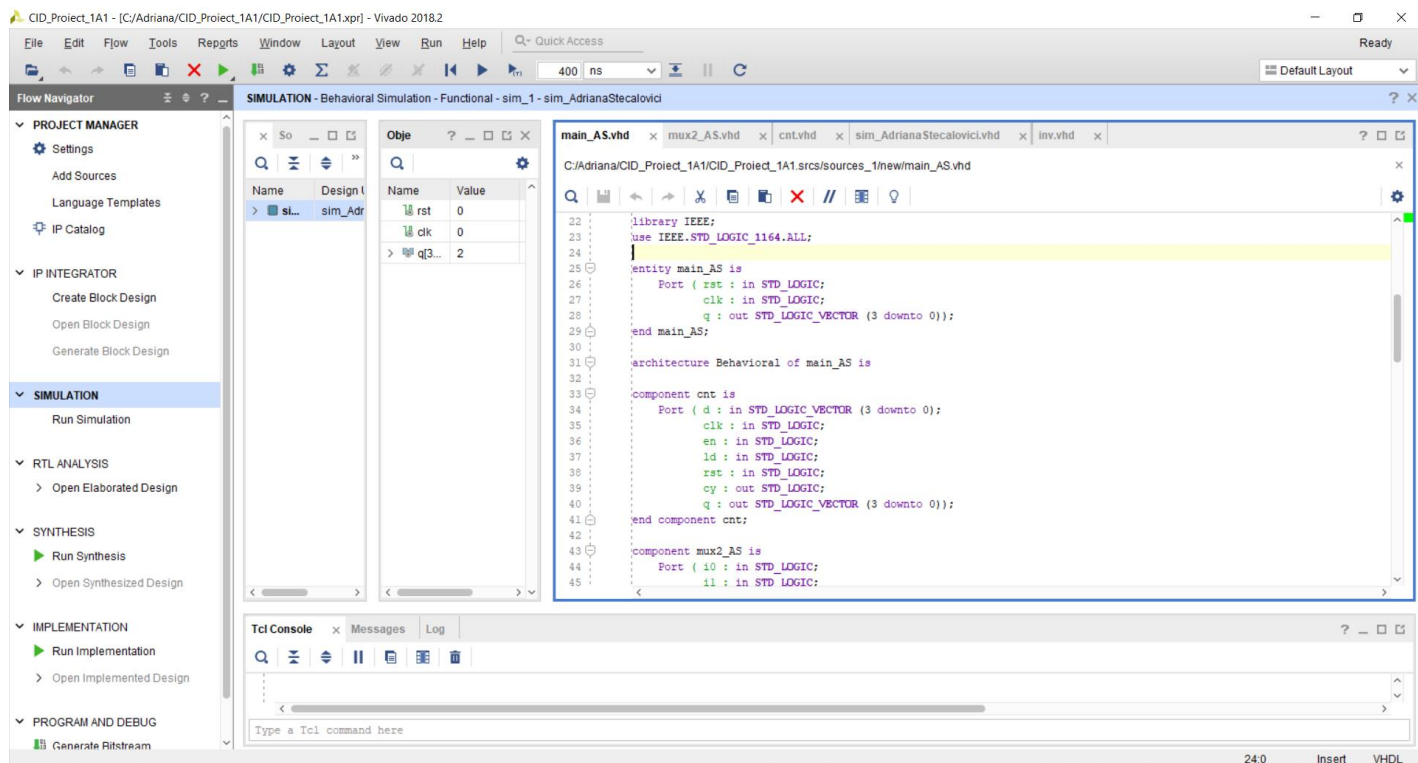 CID_Proiect_1A1 - [C:/Adriana/CID_Proiect_1A1/CID_Proiect_1A1.xpr] - Vivado 2018.2
File Edit Flow Tools Reports Window Layout View Run Help Quick Access Ready
400 ns Default Layout
Flow Navigator
SIMULATION - Behavioral Simulation - Functional - sim_1 - sim_AdrianaStecalovici
PROJECT MANAGER
Settings
Add Sources
Language Templates
IP Catalog
IP INTEGRATOR
Create Block Design
Open Block Design
Generate Block Design
SIMULATION
Run Simulation
RTL ANALYSIS
Open Elaborated Design
SYNTHESIS
Run Synthesis
Open Synthesized Design
IMPLEMENTATION
Run Implementation
Open Implemented Design
PROGRAM AND DEBUG
Generate Bitstream
So
Name Design U
si... sim_Adr
Obje
Name Value
rst 0
clk 0
q[3... 2
main_AS.vhd mux2_AS.vhd cnt.vhd sim_AdrianaStecalovici.vhd inv.vhd
C:/Adriana/CID_Proiect_1A1/CID_Proiect_1A1.srcs/sources_1/new/main_AS.vhd
22 library IEEE;
23 use IEEE.STD_LOGIC_1164.ALL;
24
25 entity main_AS is
26 Port ( rst : in STD_LOGIC;
27 clk : in STD_LOGIC;
28 q : out STD_LOGIC_VECTOR (3 downto 0));
29 end main_AS;
30
31 architecture Behavioral of main_AS is
32
33 component cnt is
34 Port ( d : in STD_LOGIC_VECTOR (3 downto 0);
35 clk : in STD_LOGIC;
36 en : in STD_LOGIC;
37 ld : in STD_LOGIC;
38 rst : in STD_LOGIC;
39 cy : out STD_LOGIC;
40 q : out STD_LOGIC_VECTOR (3 downto 0));
41 end component cnt;
42
43 component mux2_AS is
44 Port ( i0 : in STD_LOGIC;
45 i1 : in STD_LOGIC;
Tcl Console Messages Log
Type a Tcl command here
24:0 Insert VHDL